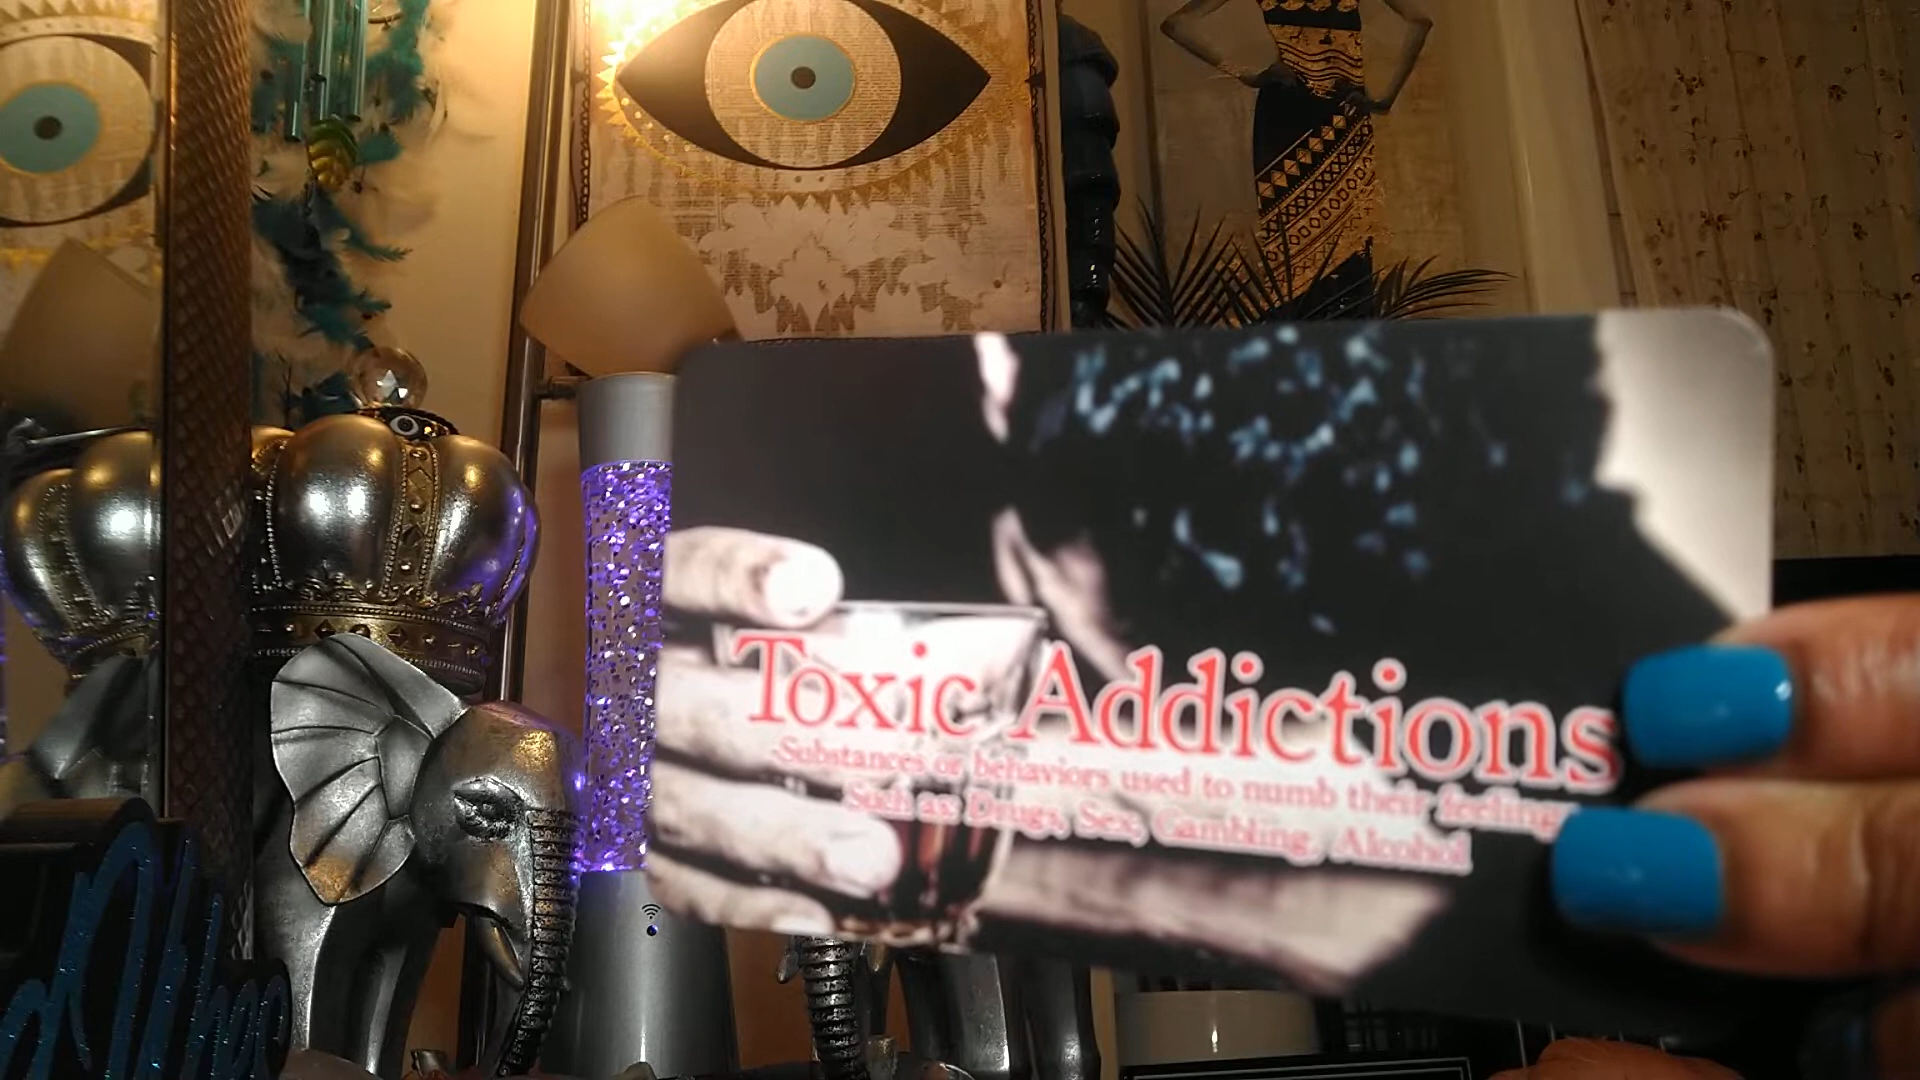 Toxic Addictions
-Substances or behaviors used to numb their feelings
Such as: Drugs, Sex, Gambling, Alcohol